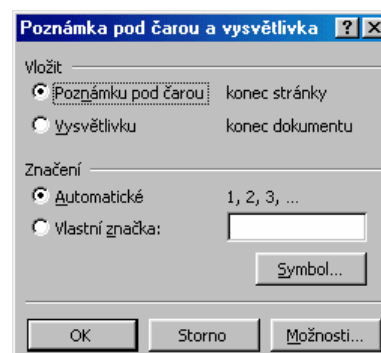 Poznámka pod čarou a vysvětlivka
Vložit
Poznámku pod čarou konec stránky
Vysvětlivku konec dokumentu
Značení
Automatické 1, 2, 3, ...
Vlastní značka:
Symbol...
OK Storno Možnosti...